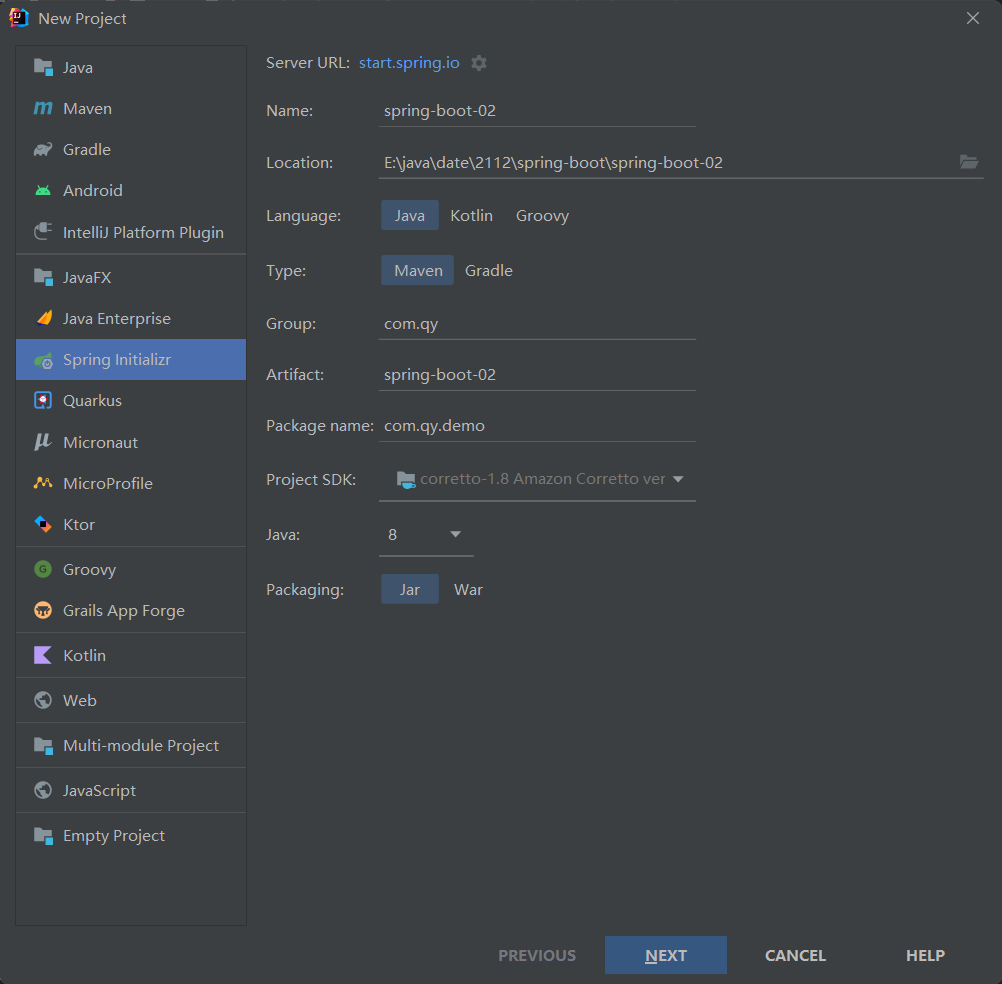 New Project
Java
Maven
Gradle
Android
IntelliJ Platform Plugin
JavaFX
Java Enterprise
Spring Initializr
Quarkus
Micronaut
MicroProfile
Ktor
Groovy
Grails App Forge
Kotlin
Web
Multi-module Project
JavaScript
Empty Project
Server URL: start.spring.io
Name: spring-boot-02
Location: E:\java\date\2112\spring-boot\spring-boot-02
Language: Java Kotlin Groovy
Type: Maven Gradle
Group: com.qy
Artifact: spring-boot-02
Package name: com.qy.demo
Project SDK: corretto-1.8 Amazon Corretto ver
Java: 8
Packaging: Jar War
PREVIOUS NEXT CANCEL HELP